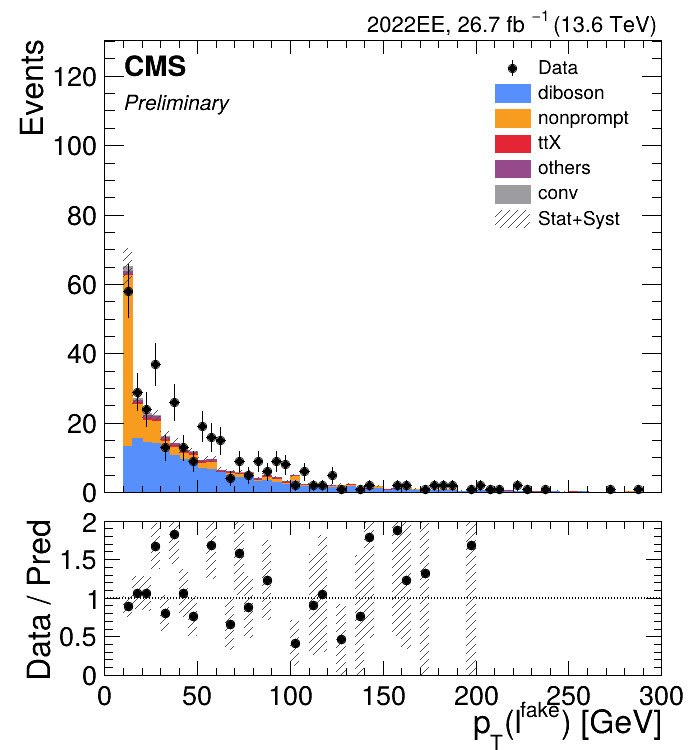 2022EE, 26.7 fb⁻¹ (13.6 TeV)
CMS
Preliminary
Data
diboson
nonprompt
ttX
others
conv
Stat+Syst
Events
120
100
80
60
40
20
0
Data / Pred
2
1.5
1
0.5
0
0 50 100 150 200 250 300
p_T(l^fake) [GeV]